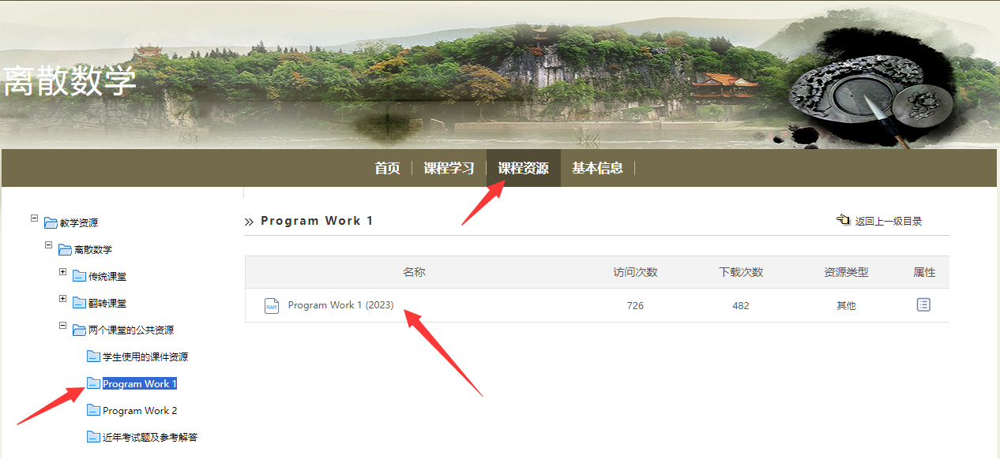 离散数学
首页 课程学习 课程资源 基本信息
教学资源
离散数学
传统课堂
翻转课堂
两个课堂的公共资源
学生使用的课件资源
Program Work 1
Program Work 2
近年考试题及参考解答
Program Work 1
返回上一级目录
名称 访问次数 下载次数 资源类型 属性
RAR Program Work 1 (2023) 726 482 其他